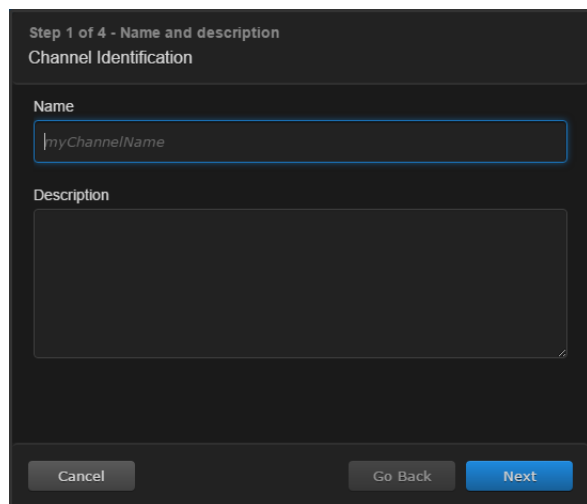 Step 1 of 4 - Name and description
Channel Identification
Name
myChannelName
Description
Cancel
Go Back
Next